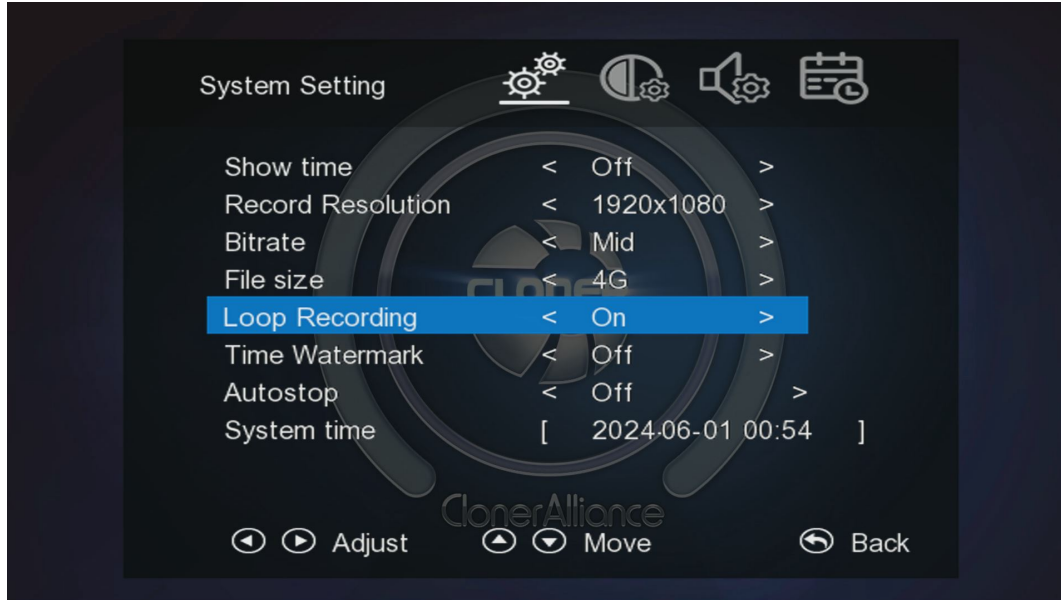 System Setting
Show time < Off >
Record Resolution < 1920x1080 >
Bitrate < Mid >
File size < 4G >
Loop Recording < On >
Time Watermark < Off >
Autostop < Off >
System time [ 2024-06-01 00:54 ]
ClonerAlliance
Adjust Move Back